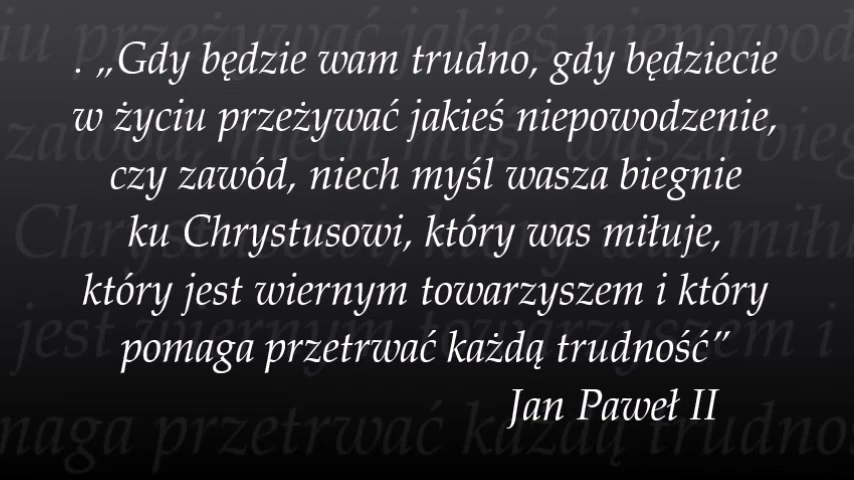 . „Gdy będzie wam trudno, gdy będziecie
w życiu przeżywać jakieś niepowodzenie,
czy zawód, niech myśl wasza biegnie
ku Chrystusowi, który was miłuje,
który jest wiernym towarzyszem i który
pomaga przetrwać każdą trudność”
Jan Paweł II